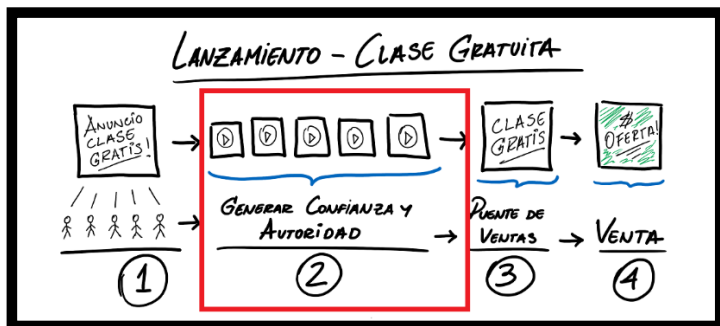 LANZAMIENTO - CLASE GRATUITA
ANUNCIO
CLASE
GRATIS!
CLASE
GRATIS
$
OFERTA!
GENERAR CONFIANZA Y
AUTORIDAD
PUENTE DE
VENTAS
VENTA
1
2
3
4